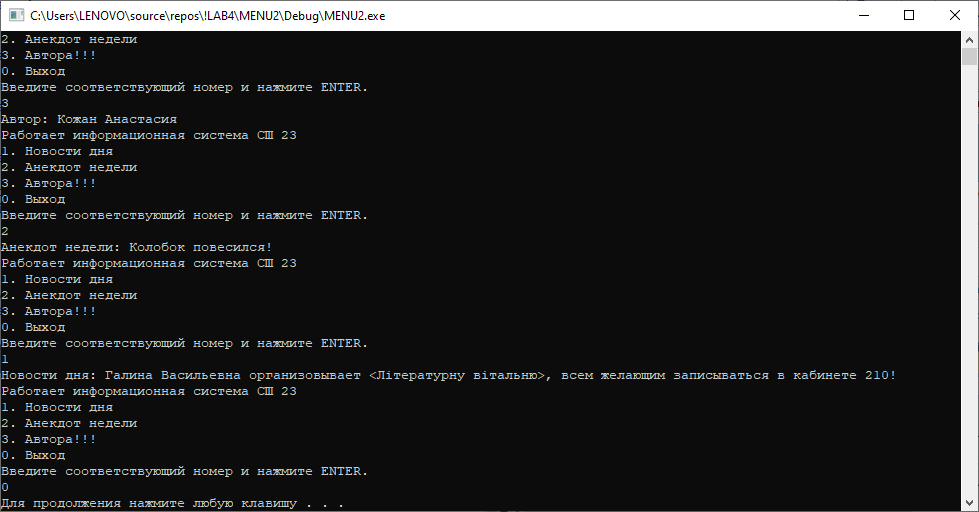 C:\Users\LENOVO\source\repos\!LAB4\MENU2\Debug\MENU2.exe
2. Анекдот недели
3. Автора!!!
0. Выход
Введите соответствующий номер и нажмите ENTER.
3
Автор: Кожан Анастасия
Работает информационная система СШ 23
1. Новости дня
2. Анекдот недели
3. Автора!!!
0. Выход
Введите соответствующий номер и нажмите ENTER.
2
Анекдот недели: Колобок повесился!
Работает информационная система СШ 23
1. Новости дня
2. Анекдот недели
3. Автора!!!
0. Выход
Введите соответствующий номер и нажмите ENTER.
1
Новости дня: Галина Васильевна организовывает <Літературну вітальню>, всем желающим записываться в кабинете 210!
Работает информационная система СШ 23
1. Новости дня
2. Анекдот недели
3. Автора!!!
0. Выход
Введите соответствующий номер и нажмите ENTER.
0
Для продолжения нажмите любую клавишу . . .